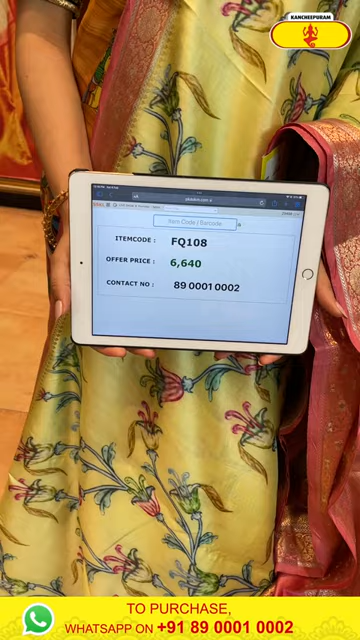 KANCHEEPURAM
Item Code | Barcode
ITEMCODE : FQ108
OFFER PRICE : 6,640
CONTACT NO : 89 0001 0002
TO PURCHASE,
WHATSAPP ON +91 89 0001 0002